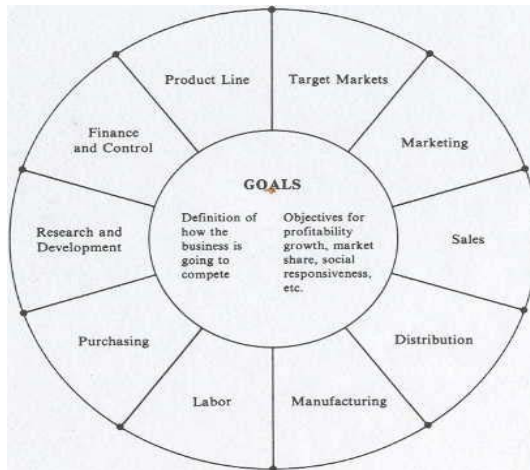 Product Line
Target Markets
Finance
and Control
Marketing
GOALS
Definition of
how the
business is
going to
compete
Objectives for
profitability
growth, market
share, social
responsiveness,
etc.
Research and
Development
Sales
Purchasing
Distribution
Labor
Manufacturing